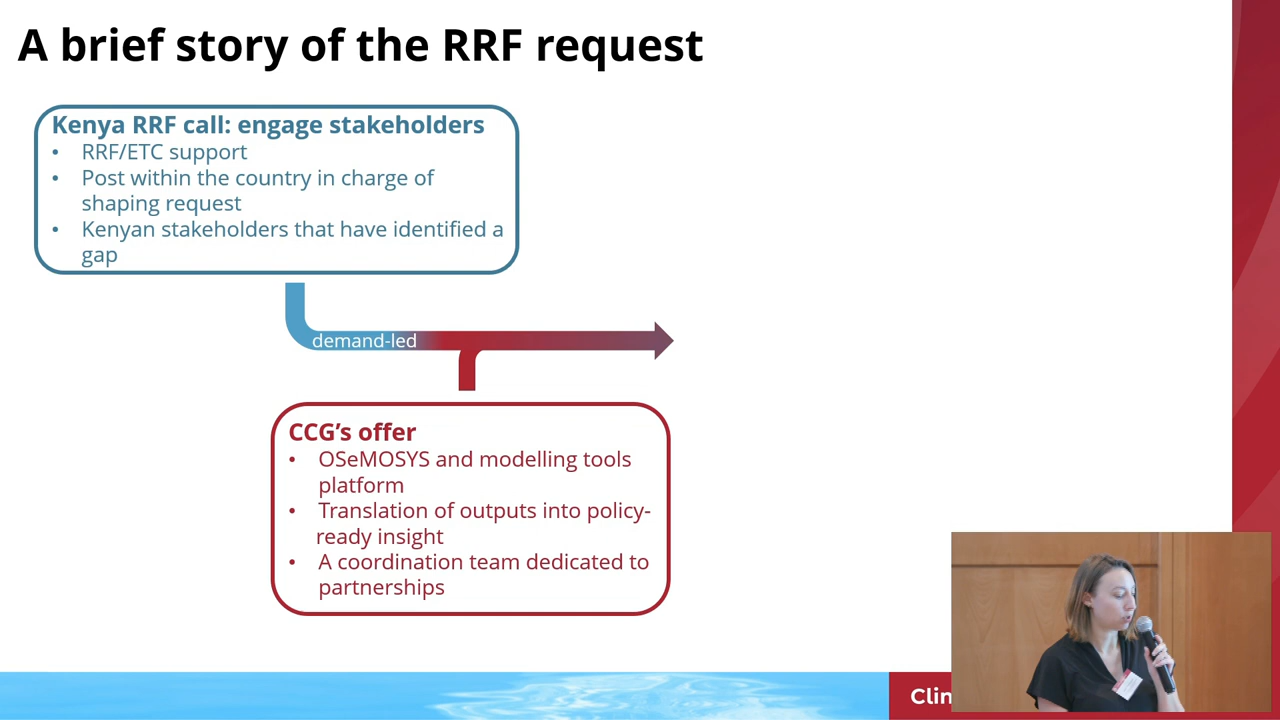 A brief story of the RRF request
Kenya RRF call: engage stakeholders
• RRF/ETC support
• Post within the country in charge of
shaping request
• Kenyan stakeholders that have identified a
gap
demand-led
CCG's offer
• OSeMOSYS and modelling tools
platform
• Translation of outputs into policy-
ready insight
• A coordination team dedicated to
partnerships
Clim